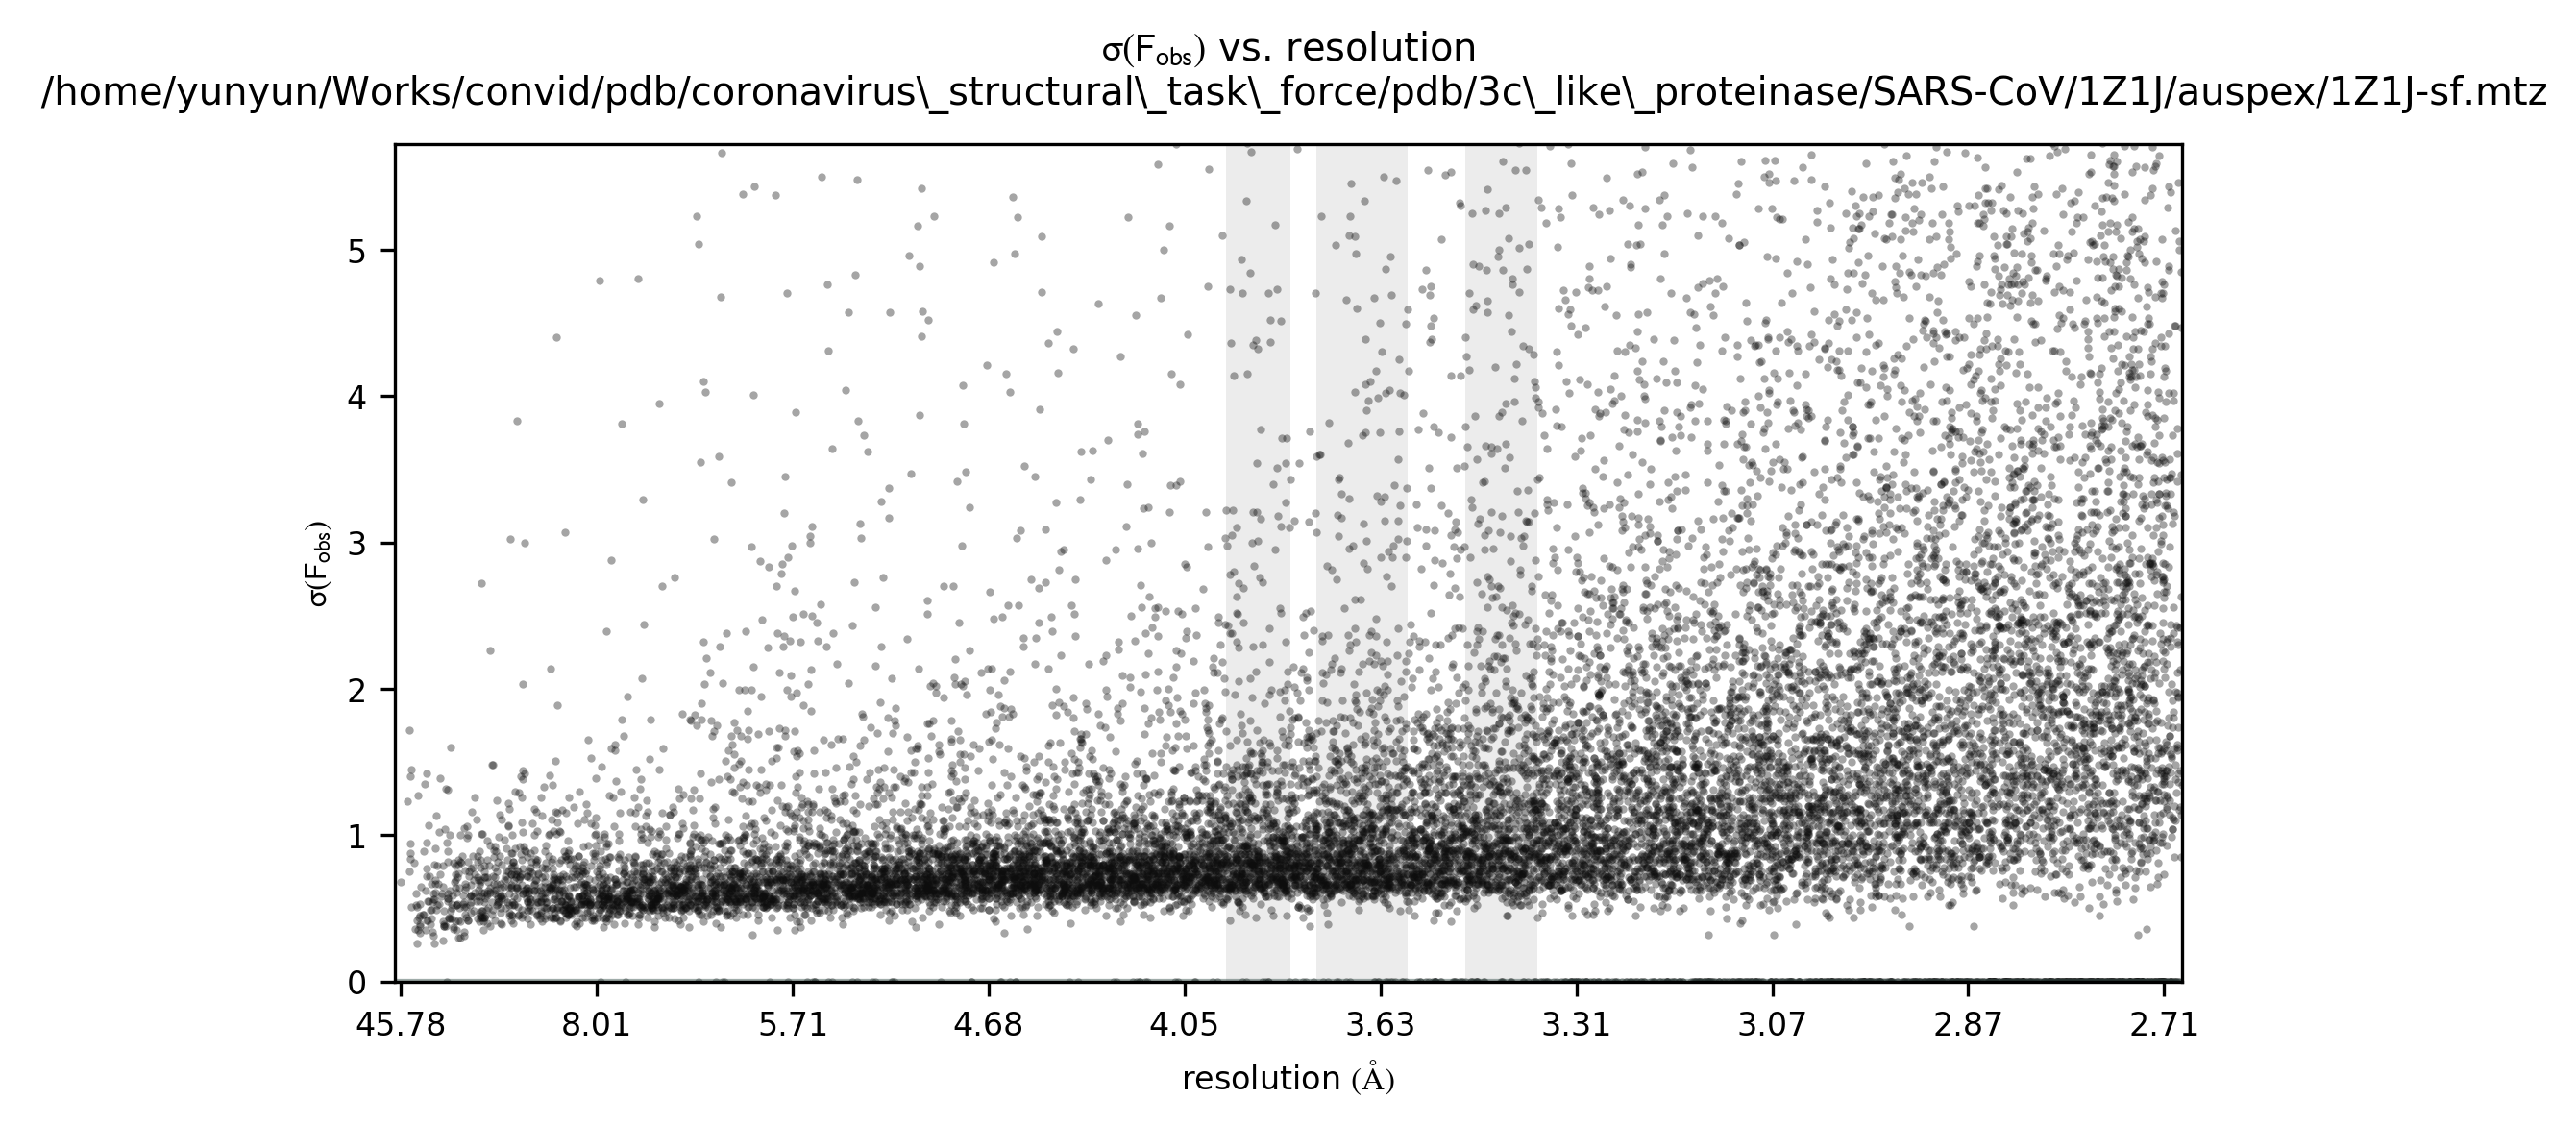 σ(Fobs) vs. resolution
/home/yunyun/Works/convid/pdb/coronavirus\_structural\_task\_force/pdb/3c\_like\_proteinase/SARS-CoV/1Z1J/auspex/1Z1J-sf.mtz
5
4
3
2
1
0
σ(Fobs)
45.78 8.01 5.71 4.68 4.05 3.63 3.31 3.07 2.87 2.71
resolution (Å)